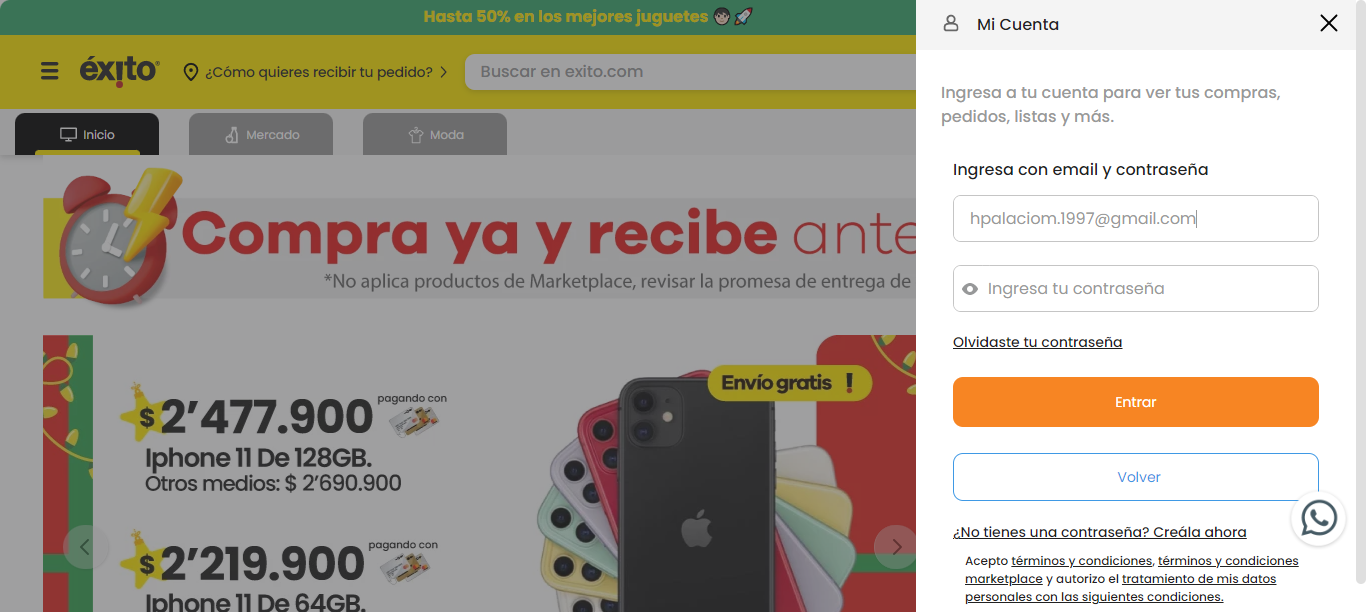 Hasta 50% en los mejores juguetes
éxito
¿Cómo quieres recibir tu pedido?
Buscar en exito.com
Inicio
Mercado
Moda
Compra ya y recibe ante
*No aplica productos de Marketplace, revisar la promesa de entrega de
Envío gratis !
$2'477.900
pagando con
Iphone 11 De 128GB.
Otros medios: $ 2'690.900
$2'219.900
pagando con
Iphone 11 De 64GB.
Mi Cuenta
Ingresa a tu cuenta para ver tus compras,
pedidos, listas y más.
Ingresa con email y contraseña
hpalaciom.1997@gmail.com
Ingresa tu contraseña
Olvidaste tu contraseña
Entrar
Volver
¿No tienes una contraseña? Creála ahora
Acepto términos y condiciones, términos y condiciones
marketplace y autorizo el tratamiento de mis datos
personales con las siguientes condiciones.